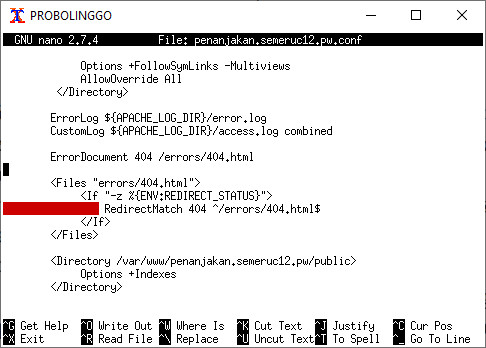 PROBOLINGGO
GNU nano 2.7.4 File: penanjakan.semeruc12.pw.conf
Options +FollowSymLinks -Multiviews
AllowOverride All
</Directory>
ErrorLog ${APACHE_LOG_DIR}/error.log
CustomLog ${APACHE_LOG_DIR}/access.log combined
ErrorDocument 404 /errors/404.html
<Files "errors/404.html">
<If "-z %{ENV:REDIRECT_STATUS}">
RedirectMatch 404 ^/errors/404.html$
</If>
</Files>
<Directory /var/www/penanjakan.semeruc12.pw/public>
Options +Indexes
</Directory>
^G Get Help ^O Write Out ^W Where Is ^K Cut Text ^J Justify ^C Cur Pos
^X Exit ^R Read File ^\ Replace ^U Uncut Text ^T To Spell ^_ Go To Line